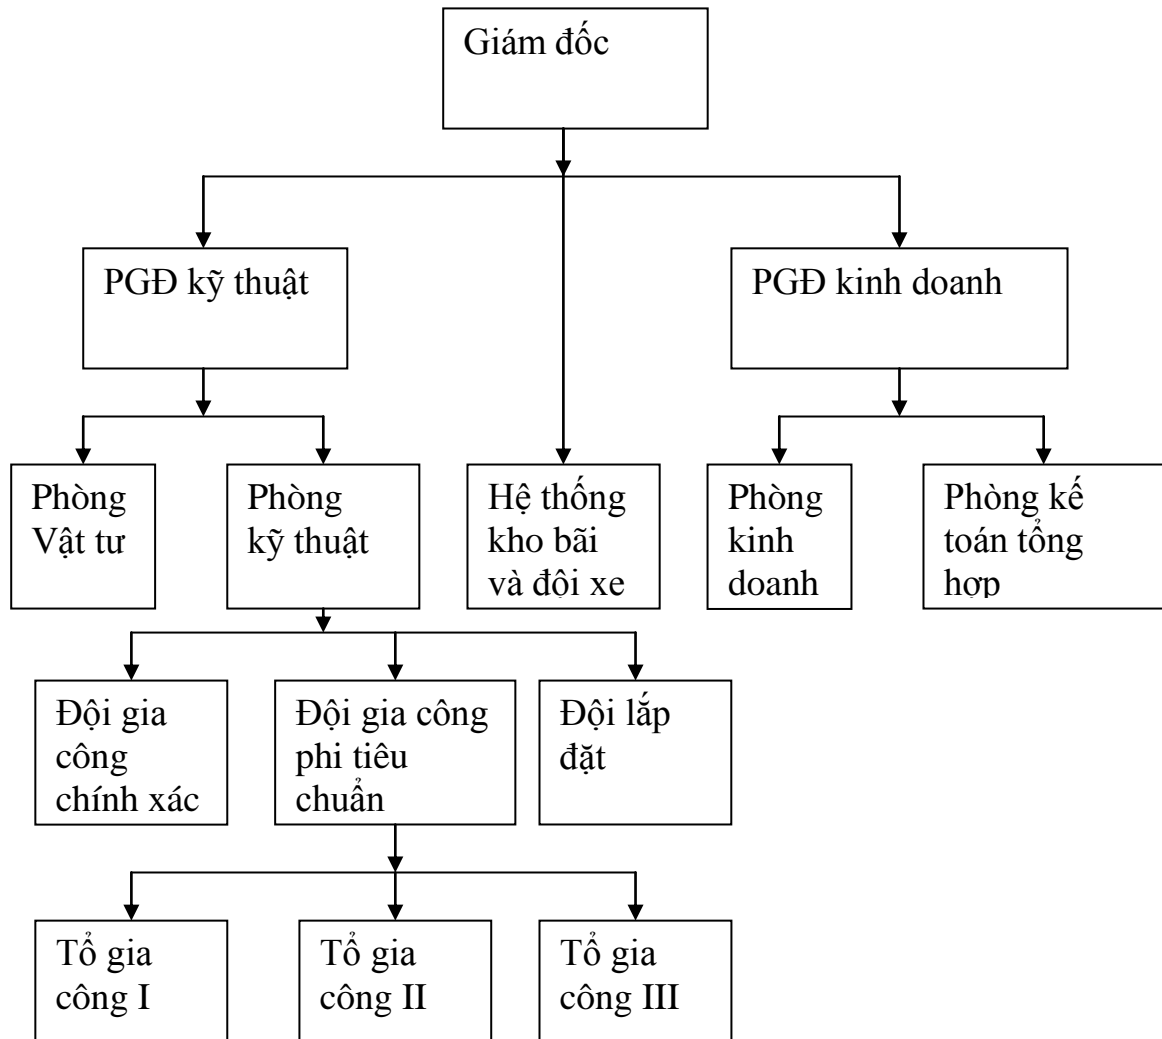 Giám đốc
PGĐ kỹ thuật
PGĐ kinh doanh
Phòng
Vật tư
Phòng
kỹ thuật
Hệ thống
kho bãi
và đội xe
Phòng
kinh
doanh
Phòng kế
toán tổng
hợp
Đội gia
công
chính xác
Đội gia công
phi tiêu
chuẩn
Đội lắp
đặt
Tổ gia
công I
Tổ gia
công II
Tổ gia
công III